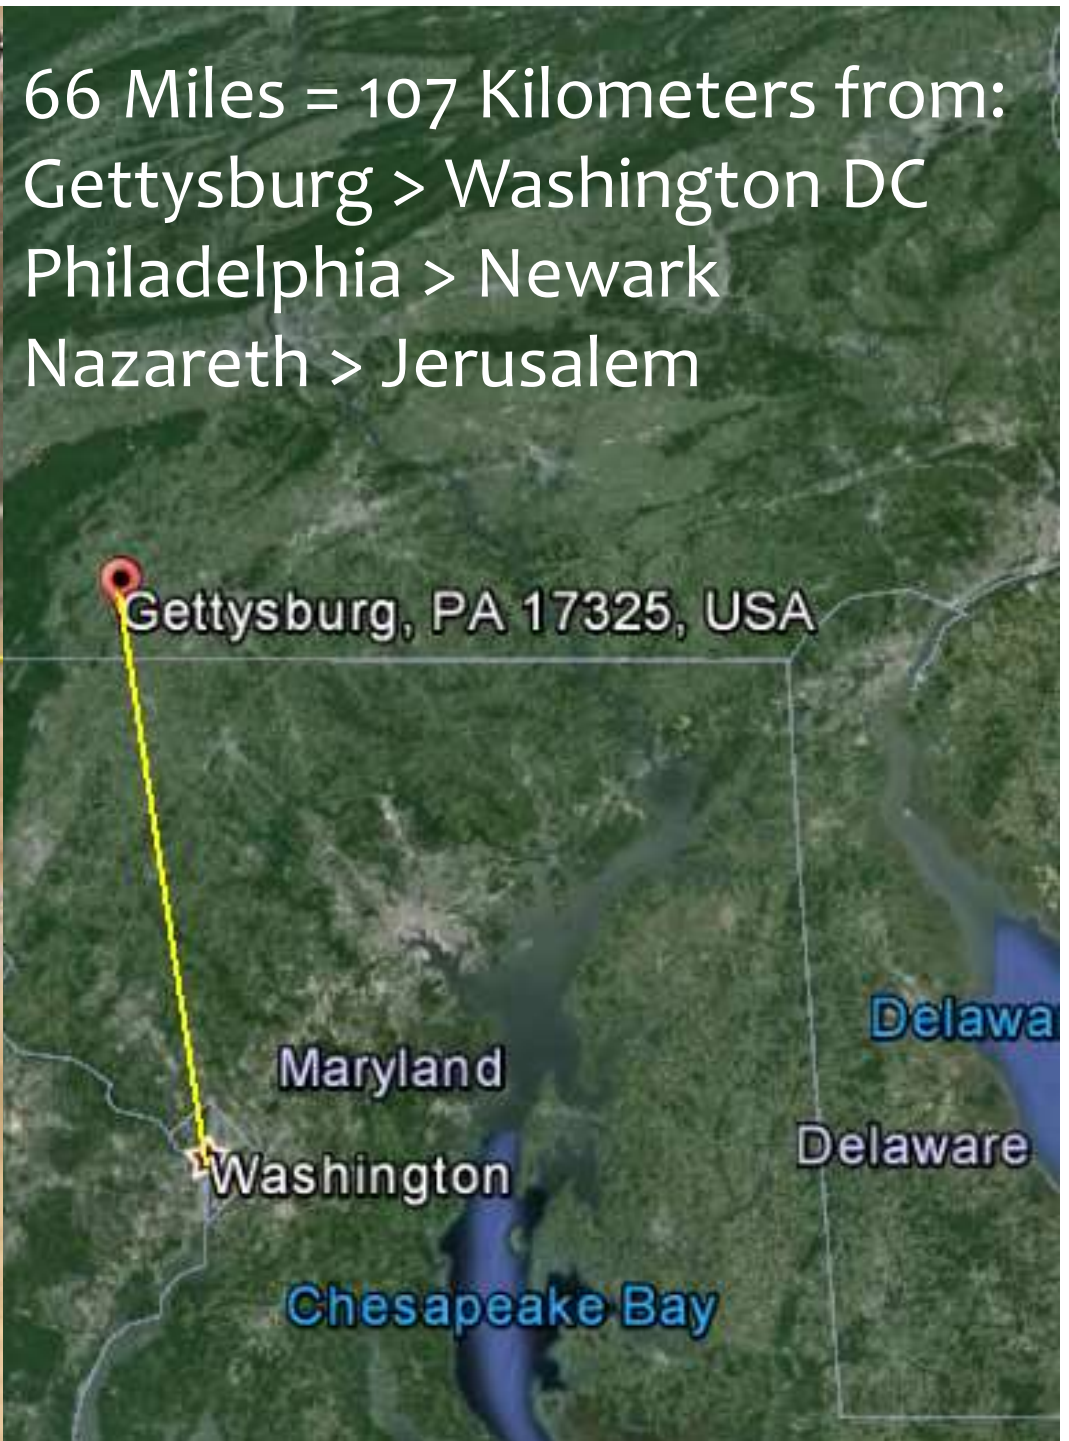 66 Miles = 107 Kilometers from:
Gettysburg > Washington DC
Philadelphia > Newark
Nazareth > Jerusalem
Gettysburg, PA 17325, USA
Delawa
Maryland
Delaware
Washington
Chesapeake Bay